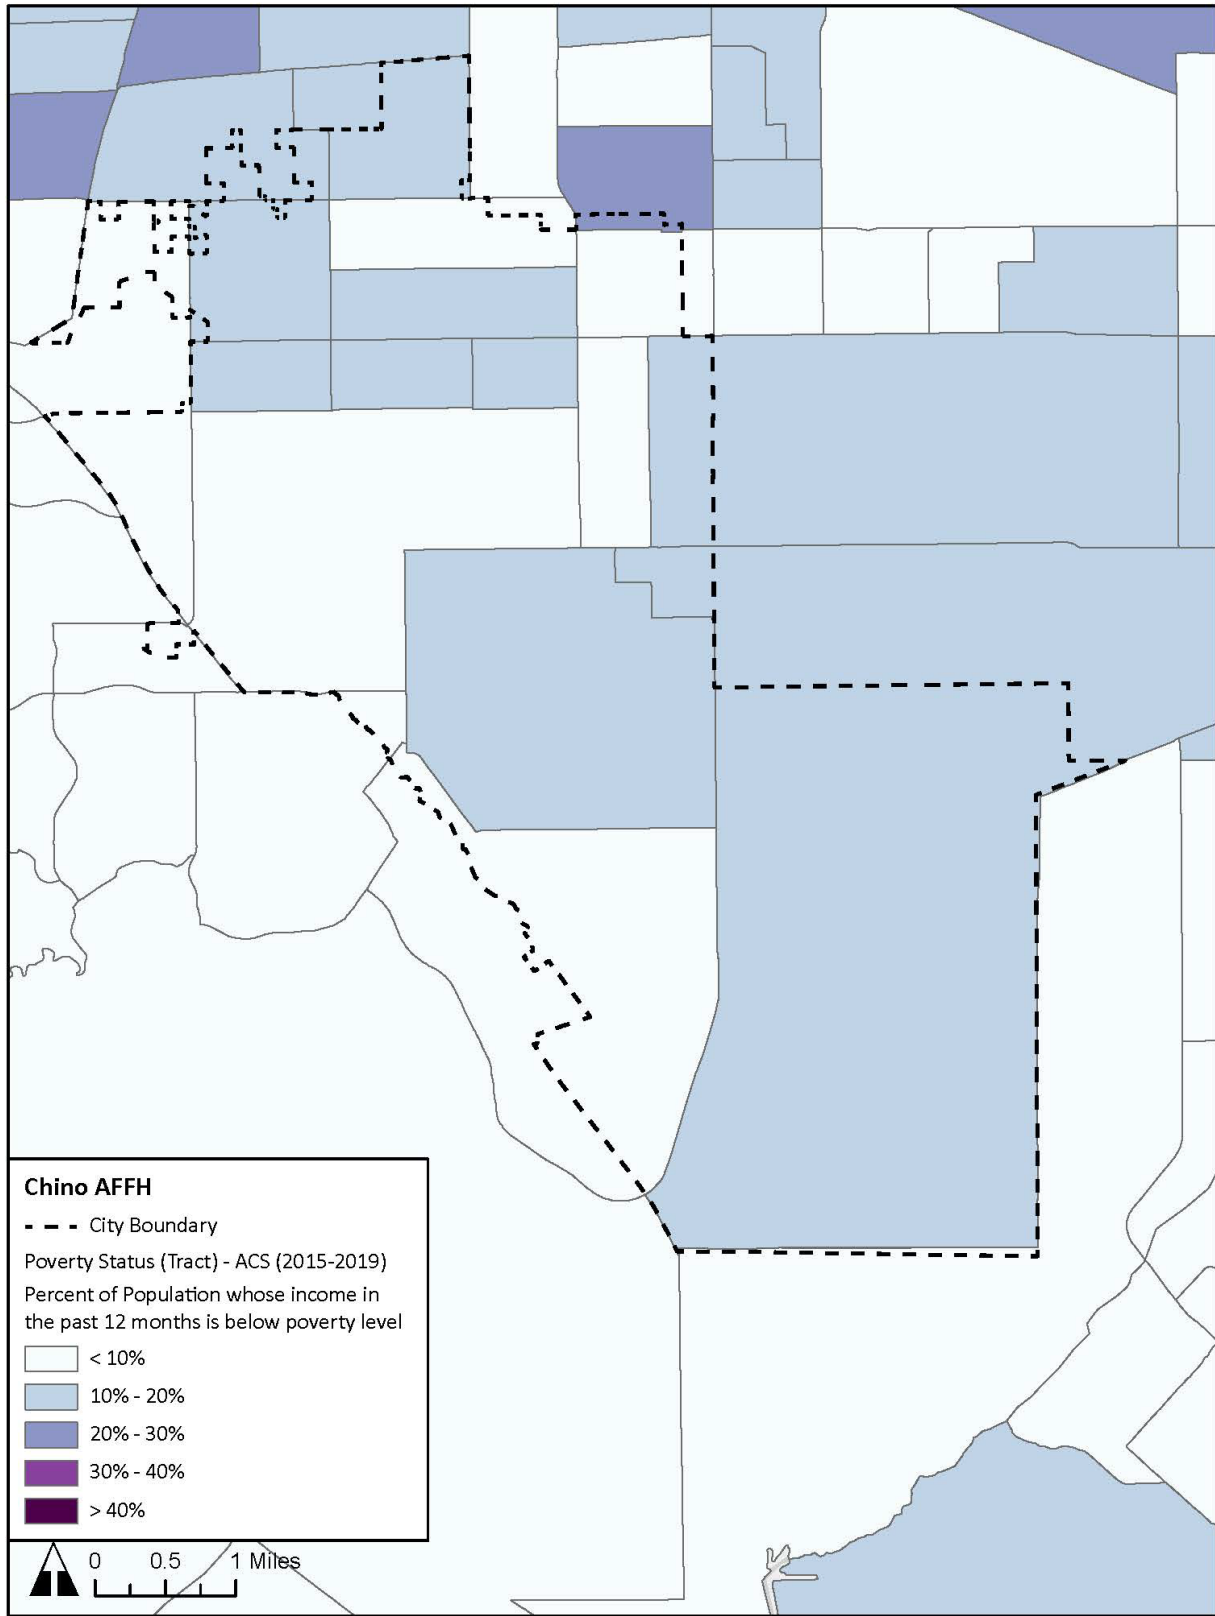 Chino AFFH
City Boundary
Poverty Status (Tract) - ACS (2015-2019)
Percent of Population whose income in
the past 12 months is below poverty level
< 10%
10% - 20%
20% - 30%
30% - 40%
> 40%
0 0.5 1 Miles